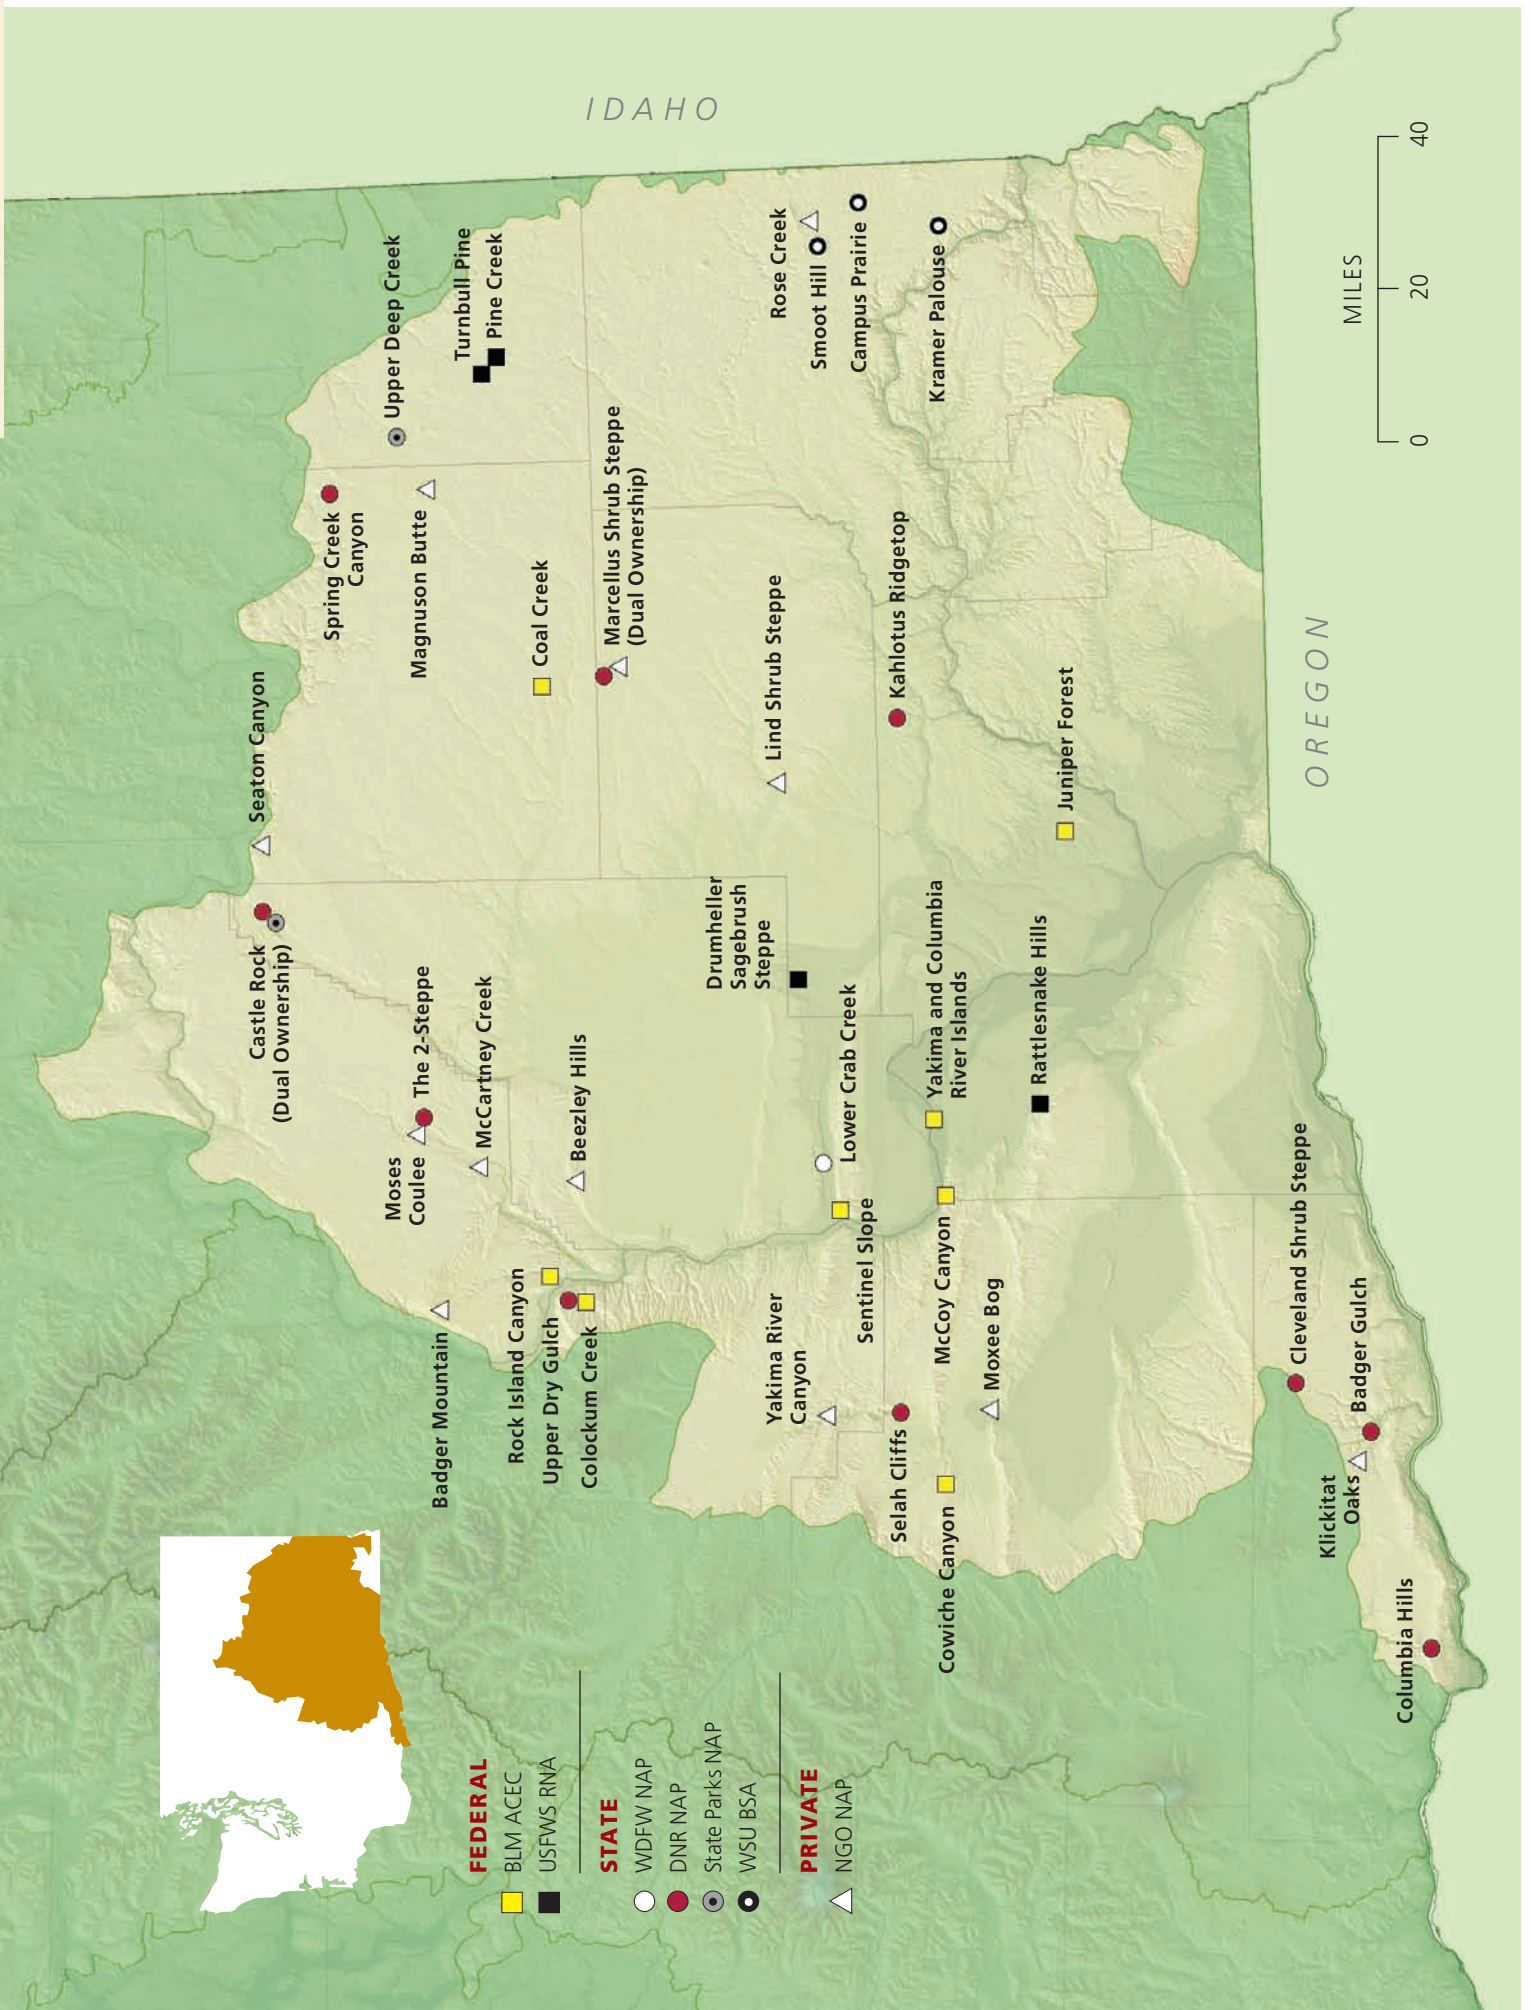 IDAHO
OREGON
MILES
0
20
40
Seaton Canyon
Castle Rock
(Dual Ownership)
Spring Creek
Canyon
Upper Deep Creek
Magnuson Butte
Turnbull Pine
Pine Creek
Coal Creek
Marcellus Shrub Steppe
(Dual Ownership)
The 2-Steppe
Moses
Coulee
McCartney Creek
Beezley Hills
Badger Mountain
Rock Island Canyon
Upper Dry Gulch
Colockum Creek
Drumheller
Sagebrush
Steppe
Lind Shrub Steppe
Rose Creek
Smoot Hill
Campus Prairie
Kramer Palouse
Kahlotus Ridgetop
Lower Crab Creek
Sentinel Slope
Yakima River
Canyon
Selah Cliffs
Yakima and Columbia
River Islands
McCoy Canyon
Cowiche Canyon
Moxee Bog
Rattlesnake Hills
Juniper Forest
Cleveland Shrub Steppe
Badger Gulch
Klickitat
Oaks
Columbia Hills
FEDERAL
BLM ACEC
USFWS RNA
STATE
WDFW NAP
DNR NAP
State Parks NAP
WSU BSA
PRIVATE
NGO NAP